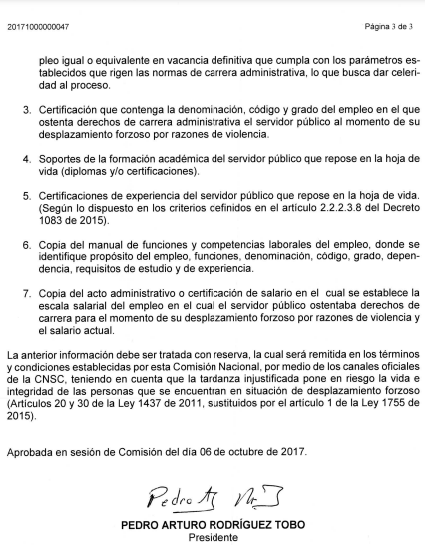 20171000000047 Página 3 de 3
pleo igual o equivalente en vacancia definitiva que cumpla con los parámetros es-
tablecidos que rigen las normas de carrera administrativa, lo que busca dar celeri-
dad al proceso.
3. Certificación que contenga la denominación, código y grado del empleo en el que
ostenta derechos de carrera administrativa el servidor público al momento de su
desplazamiento forzoso por razones de violencia.
4. Soportes de la formación académica del servidor público que repose en la hoja de
vida (diplomas y/o certificaciones).
5. Certificaciones de experiencia del servidor público que repose en la hoja de vida.
(Según lo dispuesto en los criterios cefinidos en el artículo 2.2.2.3.8 del Decreto
1083 de 2015).
6. Copia del manual de funciones y competencias laborales del empleo, donde se
identifique propósito del empleo, funciones, denominación, código, grado, depen-
dencia, requisitos de estudio y de experiencia.
7. Copia del acto administrativo o certificación de salario en el cual se establece la
escala salarial del empleo en el cual el servidor público ostentaba derechos de
carrera para el momento de su desplazamiento forzoso por razones de violencia y
el salario actual.
La anterior información debe ser tratada con reserva, la cual será remitida en los términos
y condiciones establecidas por esta Comisión Nacional, por medio de los canales oficiales
de la CNSC, teniendo en cuenta que la tardanza injustificada pone en riesgo la vida e
integridad de las personas que se encuentran en situación de desplazamiento forzoso
(Artículos 20 y 30 de la Ley 1437 de 2011, sustituidos por el artículo 1 de la Ley 1755 de
2015).
Aprobada en sesión de Comisión del día 06 de octubre de 2017.
Pedro A
PEDRO ARTURO RODRÍGUEZ TOBO
Presidente